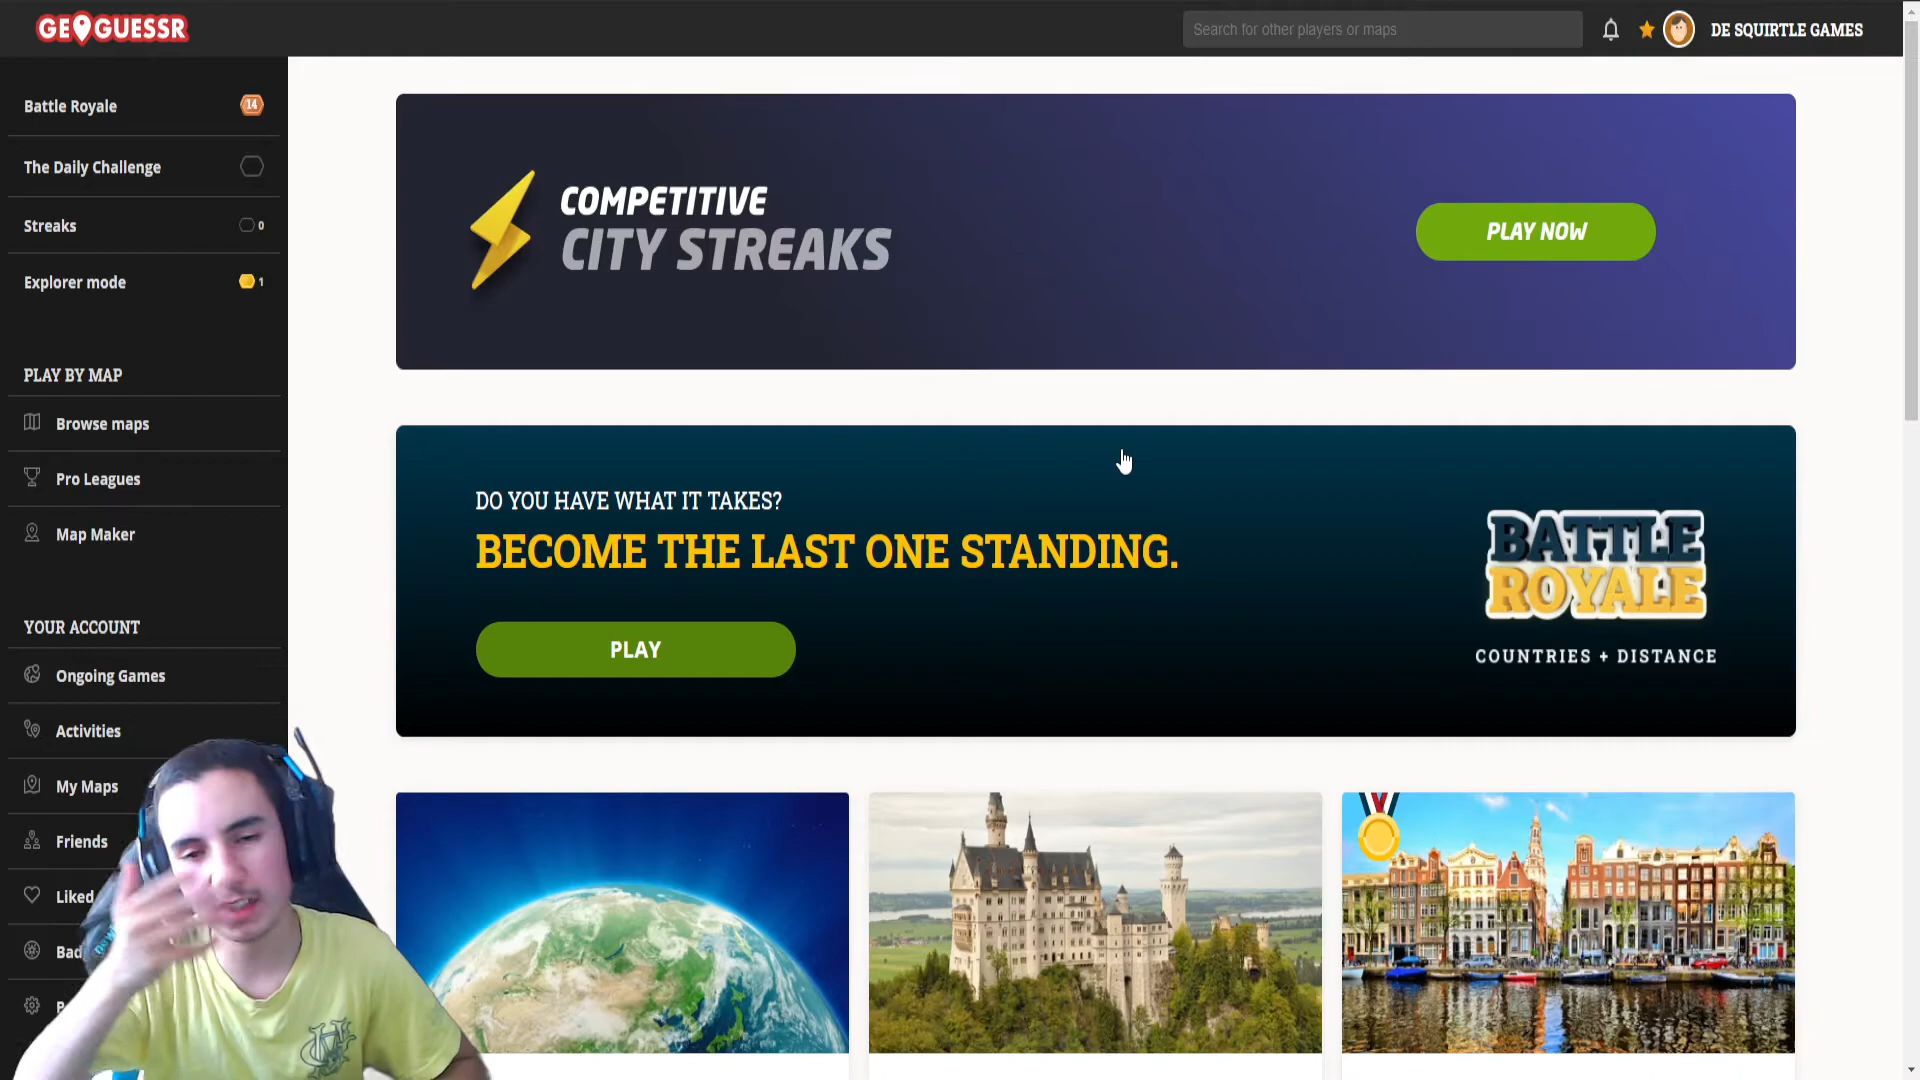 GEOGUESSR
Search for other players or maps
DE SQUIRTLE GAMES
Battle Royale 14
The Daily Challenge
Streaks 0
Explorer mode 1
PLAY BY MAP
Browse maps
Pro Leagues
Map Maker
YOUR ACCOUNT
Ongoing Games
Activities
My Maps
Friends
Liked
COMPETITIVE
CITY STREAKS
PLAY NOW
DO YOU HAVE WHAT IT TAKES?
BECOME THE LAST ONE STANDING.
PLAY
BATTLE
ROYALE
COUNTRIES + DISTANCE